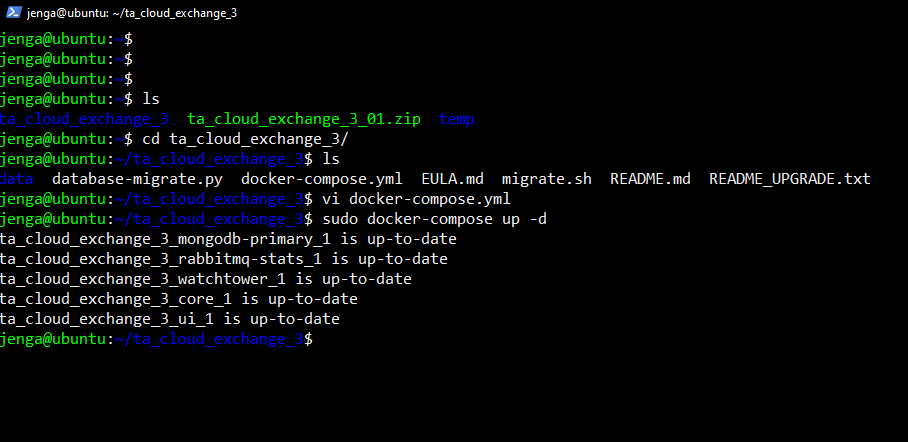 jenga@ubuntu: ~/ta_cloud_exchange_3
jenga@ubuntu:~$
jenga@ubuntu:~$
jenga@ubuntu:~$
jenga@ubuntu:~$ ls
ta_cloud_exchange_3  ta_cloud_exchange_3_01.zip  temp
jenga@ubuntu:~$ cd ta_cloud_exchange_3/
jenga@ubuntu:~/ta_cloud_exchange_3$ ls
data  database-migrate.py  docker-compose.yml  EULA.md  migrate.sh  README.md  README_UPGRADE.txt
jenga@ubuntu:~/ta_cloud_exchange_3$ vi docker-compose.yml
jenga@ubuntu:~/ta_cloud_exchange_3$ sudo docker-compose up -d
ta_cloud_exchange_3_mongodb-primary_1 is up-to-date
ta_cloud_exchange_3_rabbitmq-stats_1 is up-to-date
ta_cloud_exchange_3_watchtower_1 is up-to-date
ta_cloud_exchange_3_core_1 is up-to-date
ta_cloud_exchange_3_ui_1 is up-to-date
jenga@ubuntu:~/ta_cloud_exchange_3$